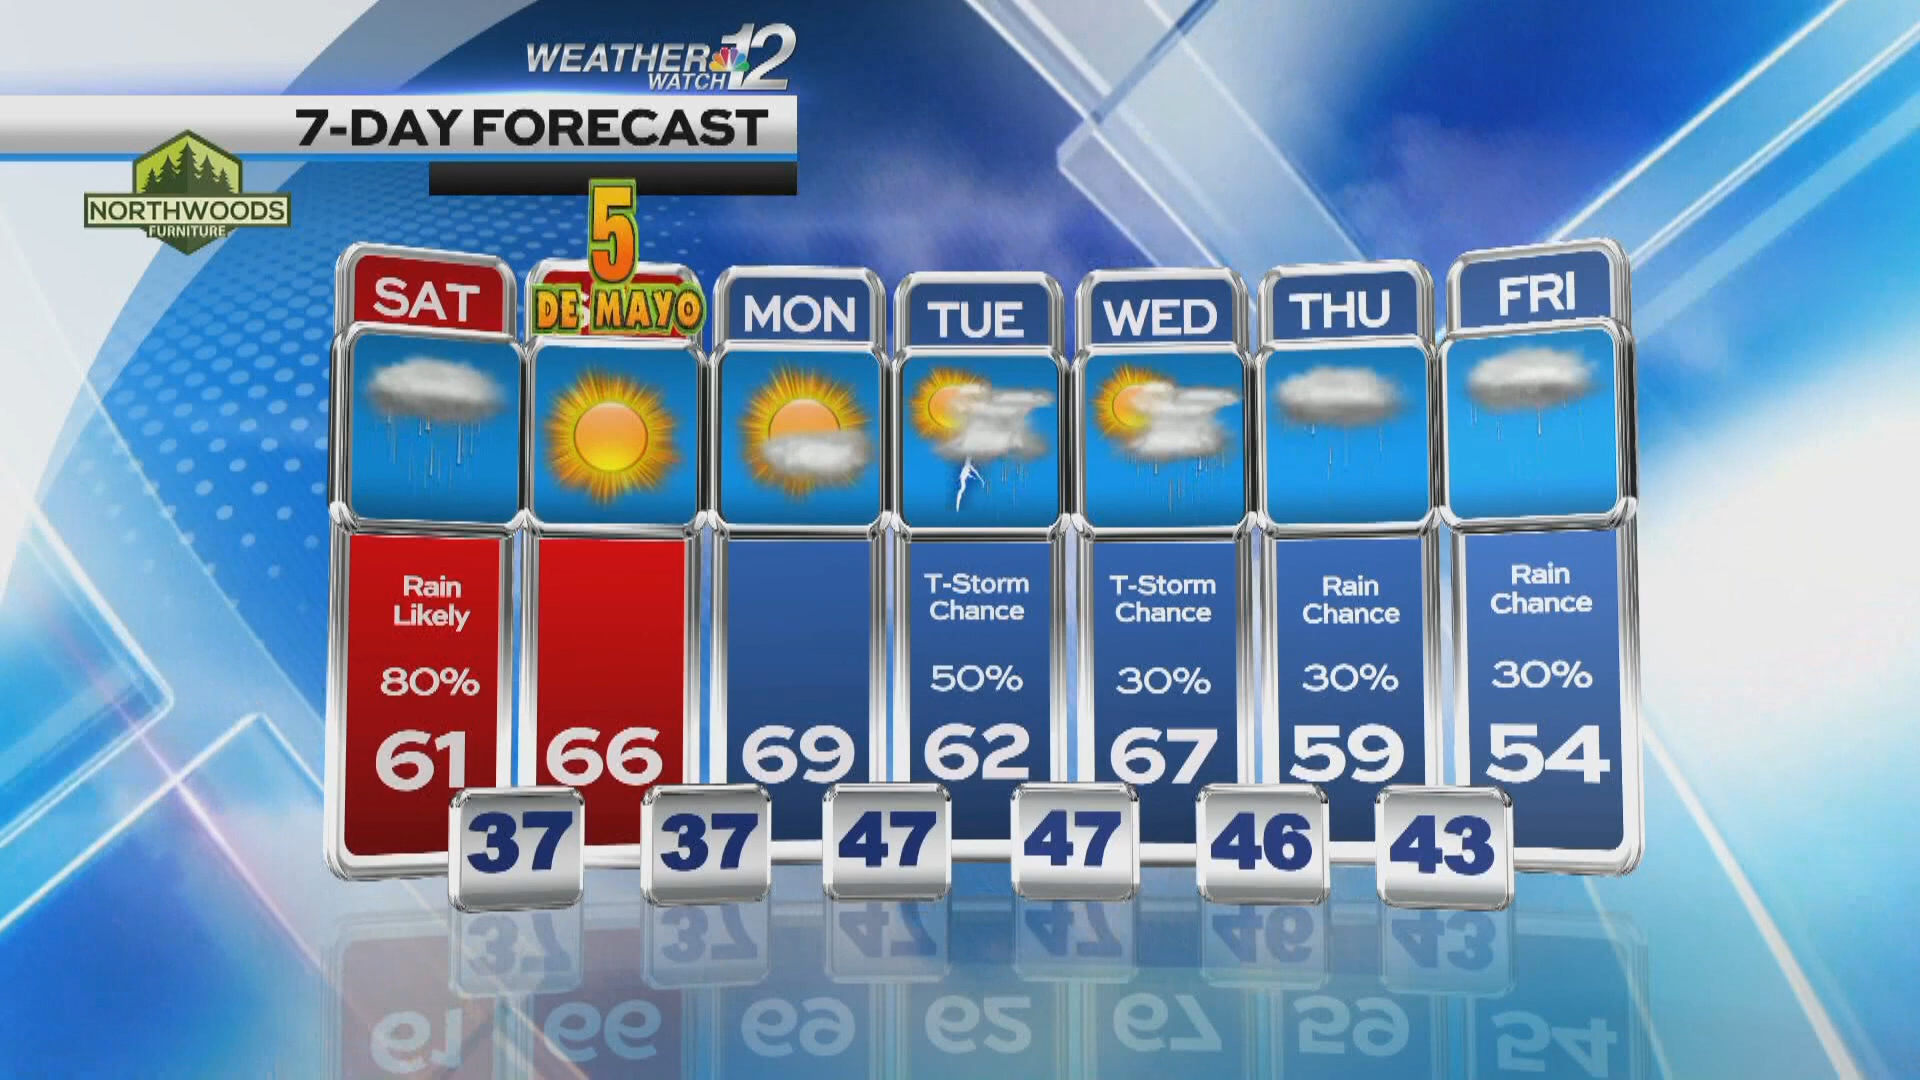 WEATHER 12
WATCH
7-DAY FORECAST
NORTHWOODS
FURNITURE
5
DE MAYO
SAT MON TUE WED THU FRI
Rain Likely
80%
61
66
69
T-Storm Chance
50%
62
T-Storm Chance
30%
67
Rain Chance
30%
59
Rain Chance
30%
54
37 37 47 47 46 43